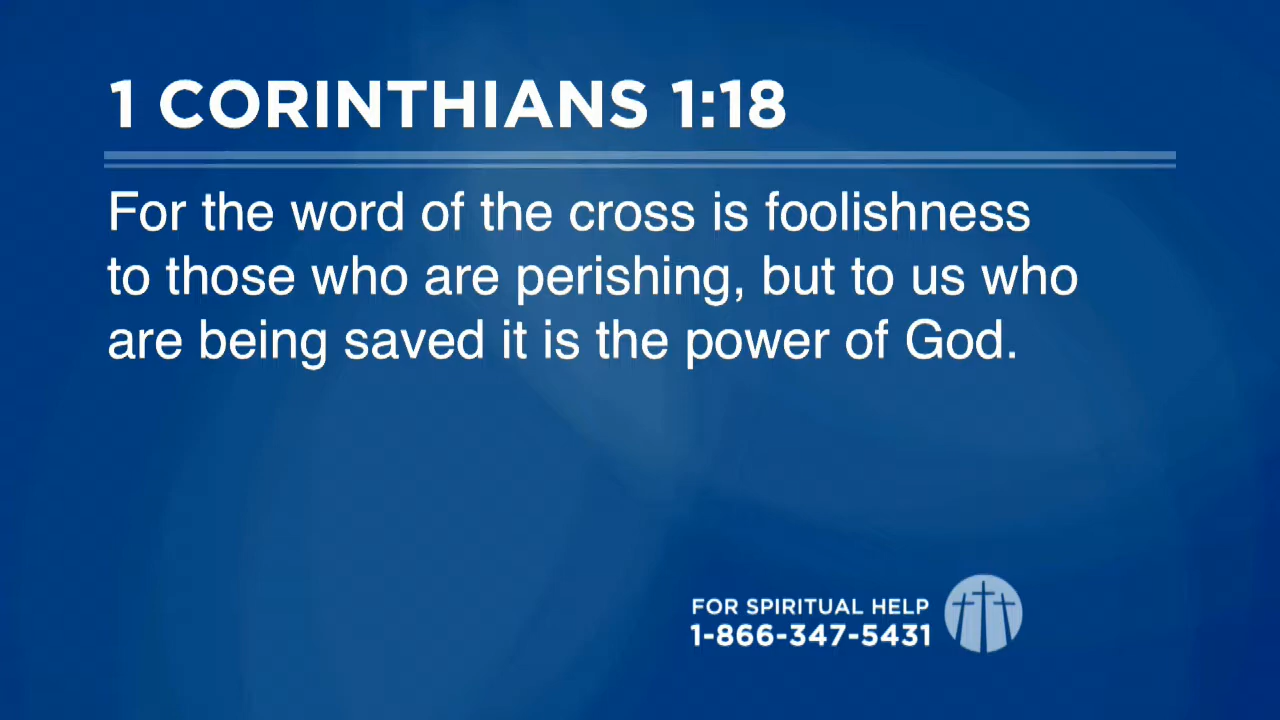 1 CORINTHIANS 1:18
For the word of the cross is foolishness
to those who are perishing, but to us who
are being saved it is the power of God.
FOR SPIRITUAL HELP
1-866-347-5431